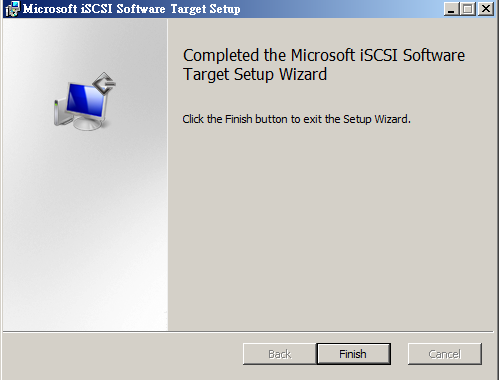 Microsoft iSCSI Software Target Setup
Completed the Microsoft iSCSI Software
Target Setup Wizard
Click the Finish button to exit the Setup Wizard.
Back
Finish
Cancel